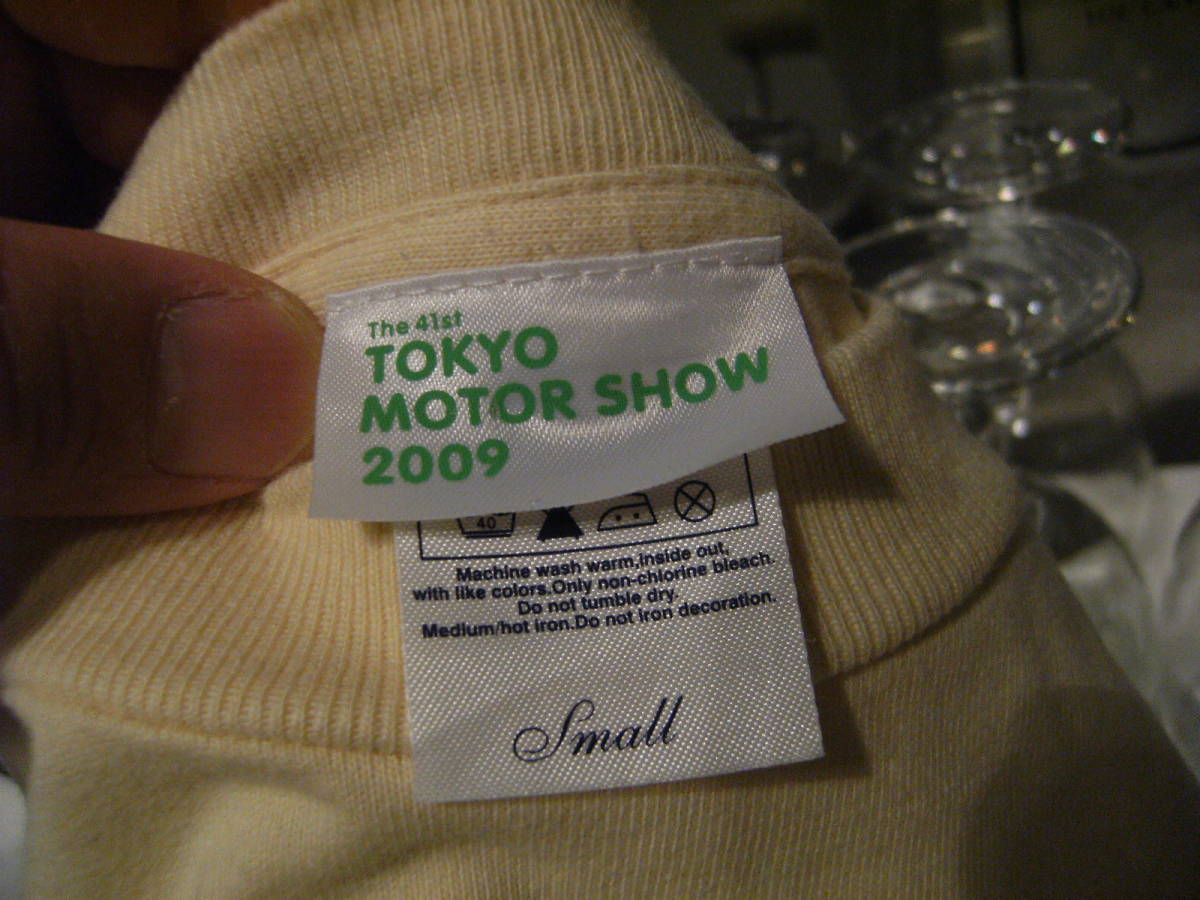 The 41st
TOKYO
MOTOR SHOW
2009
40
Machine wash warm,inside out,
with like colors.Only non-chlorine bleach.
Do not tumble dry.
Medium/hot iron.Do not iron decoration.
Small